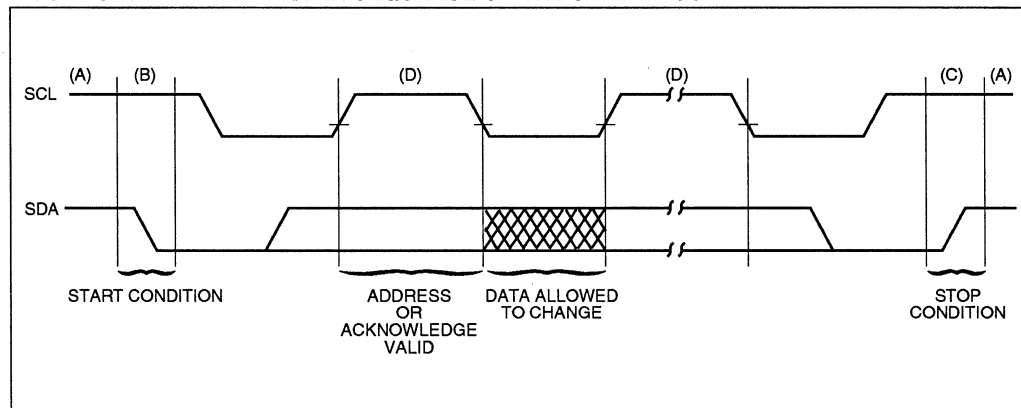 (A) (B) (D) (D) (C) (A)
SCL
SDA
START CONDITION
ADDRESS
OR
ACKNOWLEDGE
VALID
DATA ALLOWED
TO CHANGE
STOP
CONDITION